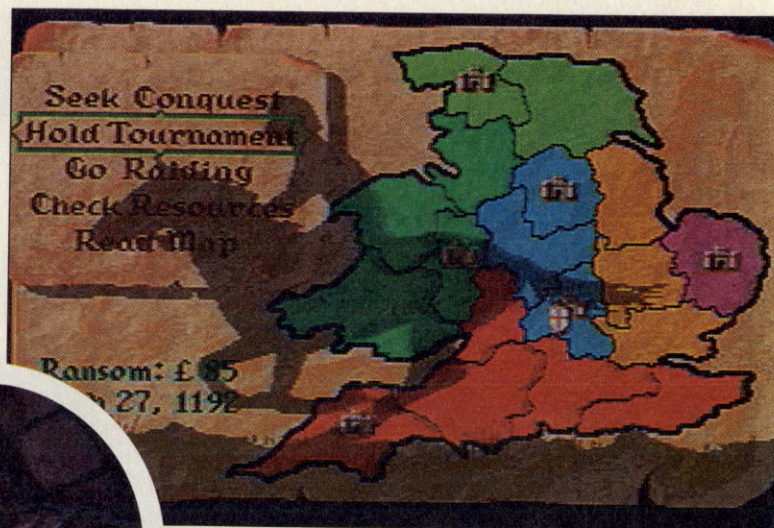 Seek Conquest
Hold Tournament
Go Raiding
Check Resources
Read Map
Ransom: £ 85
27, 1192